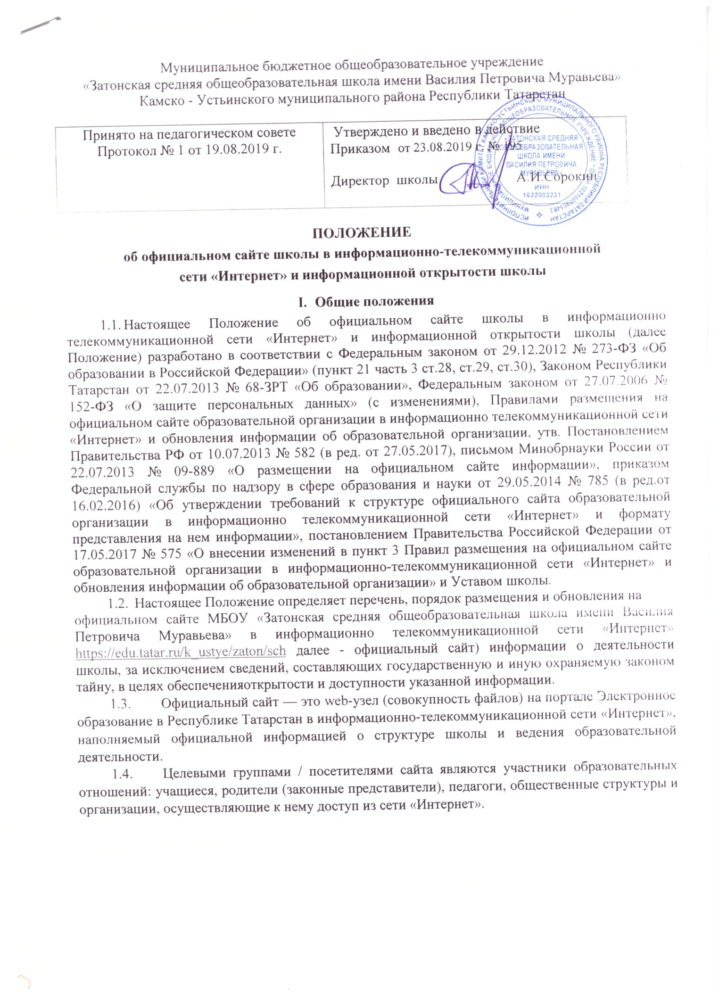 Муниципальное бюджетное общеобразовательное учреждение
«Затонская средняя общеобразовательная школа имени Василия Петровича Муравьева»
Камско - Устьинского муниципального района Республики Татарстан
Принято на педагогическом совете
Протокол № 1 от 19.08.2019 г.
Утверждено и введено в действие
Приказом от 23.08.2019 г. № 195
Директор школы А.И.Сорокин
ИСПОЛНИТЕЛЬНЫЙ КОМИТЕТ КАМСКО-УСТЬИНСКОГО МУНИЦИПАЛЬНОГО РАЙОНА РЕСПУБЛИКИ ТАТАРСТАН
МУНИЦИПАЛЬНОЕ БЮДЖЕТНОЕ ОБЩЕОБРАЗОВАТЕЛЬНОЕ УЧРЕЖДЕНИЕ * ОГРН 1021605955403
«ЗАТОНСКАЯ СРЕДНЯЯ
ОБЩЕОБРАЗОВАТЕЛЬНАЯ
ШКОЛА ИМЕНИ
ВАСИЛИЯ ПЕТРОВИЧА
МУРАВЬЕВА»
ИНН
1622003231
ПОЛОЖЕНИЕ
об официальном сайте школы в информационно-телекоммуникационной
сети «Интернет» и информационной открытости школы
I. Общие положения
1.1. Настоящее Положение об официальном сайте школы в информационно
телекоммуникационной сети «Интернет» и информационной открытости школы (далее
Положение) разработано в соответствии с Федеральным законом от 29.12.2012 № 273-ФЗ «Об
образовании в Российской Федерации» (пункт 21 часть 3 ст.28, ст.29, ст.30), Законом Республики
Татарстан от 22.07.2013 № 68-ЗРТ «Об образовании», Федеральным законом от 27.07.2006 №
152-ФЗ «О защите персональных данных» (с изменениями), Правилами размещения на
официальном сайте образовательной организации в информационно телекоммуникационной сети
«Интернет» и обновления информации об образовательной организации, утв. Постановлением
Правительства РФ от 10.07.2013 № 582 (в ред. от 27.05.2017), письмом Минобрнауки России от
22.07.2013 № 09-889 «О размещении на официальном сайте информации», приказом
Федеральной службы по надзору в сфере образования и науки от 29.05.2014 № 785 (в ред.от
16.02.2016) «Об утверждении требований к структуре официального сайта образовательной
организации в информационно телекоммуникационной сети «Интернет» и формату
представления на нем информации», постановлением Правительства Российской Федерации от
17.05.2017 № 575 «О внесении изменений в пункт 3 Правил размещения на официальном сайте
образовательной организации в информационно-телекоммуникационной сети «Интернет» и
обновления информации об образовательной организации» и Уставом школы.
1.2. Настоящее Положение определяет перечень, порядок размещения и обновления на
официальном сайте МБОУ «Затонская средняя общеобразовательная школа имени Василия
Петровича Муравьева» в информационно телекоммуникационной сети «Интернет»
https://edu.tatar.ru/k_ustye/zaton/sch далее - официальный сайт) информации о деятельности
школы, за исключением сведений, составляющих государственную и иную охраняемую законом
тайну, в целях обеспеченияоткрытости и доступности указанной информации.
1.3. Официальный сайт — это web-узел (совокупность файлов) на портале Электронное
образование в Республике Татарстан в информационно-телекоммуникационной сети «Интернет»,
наполняемый официальной информацией о структуре школы и ведения образовательной
деятельности.
1.4. Целевыми группами / посетителями сайта являются участники образовательных
отношений: учащиеся, родители (законные представители), педагоги, общественные структуры и
организации, осуществляющие к нему доступ из сети «Интернет».